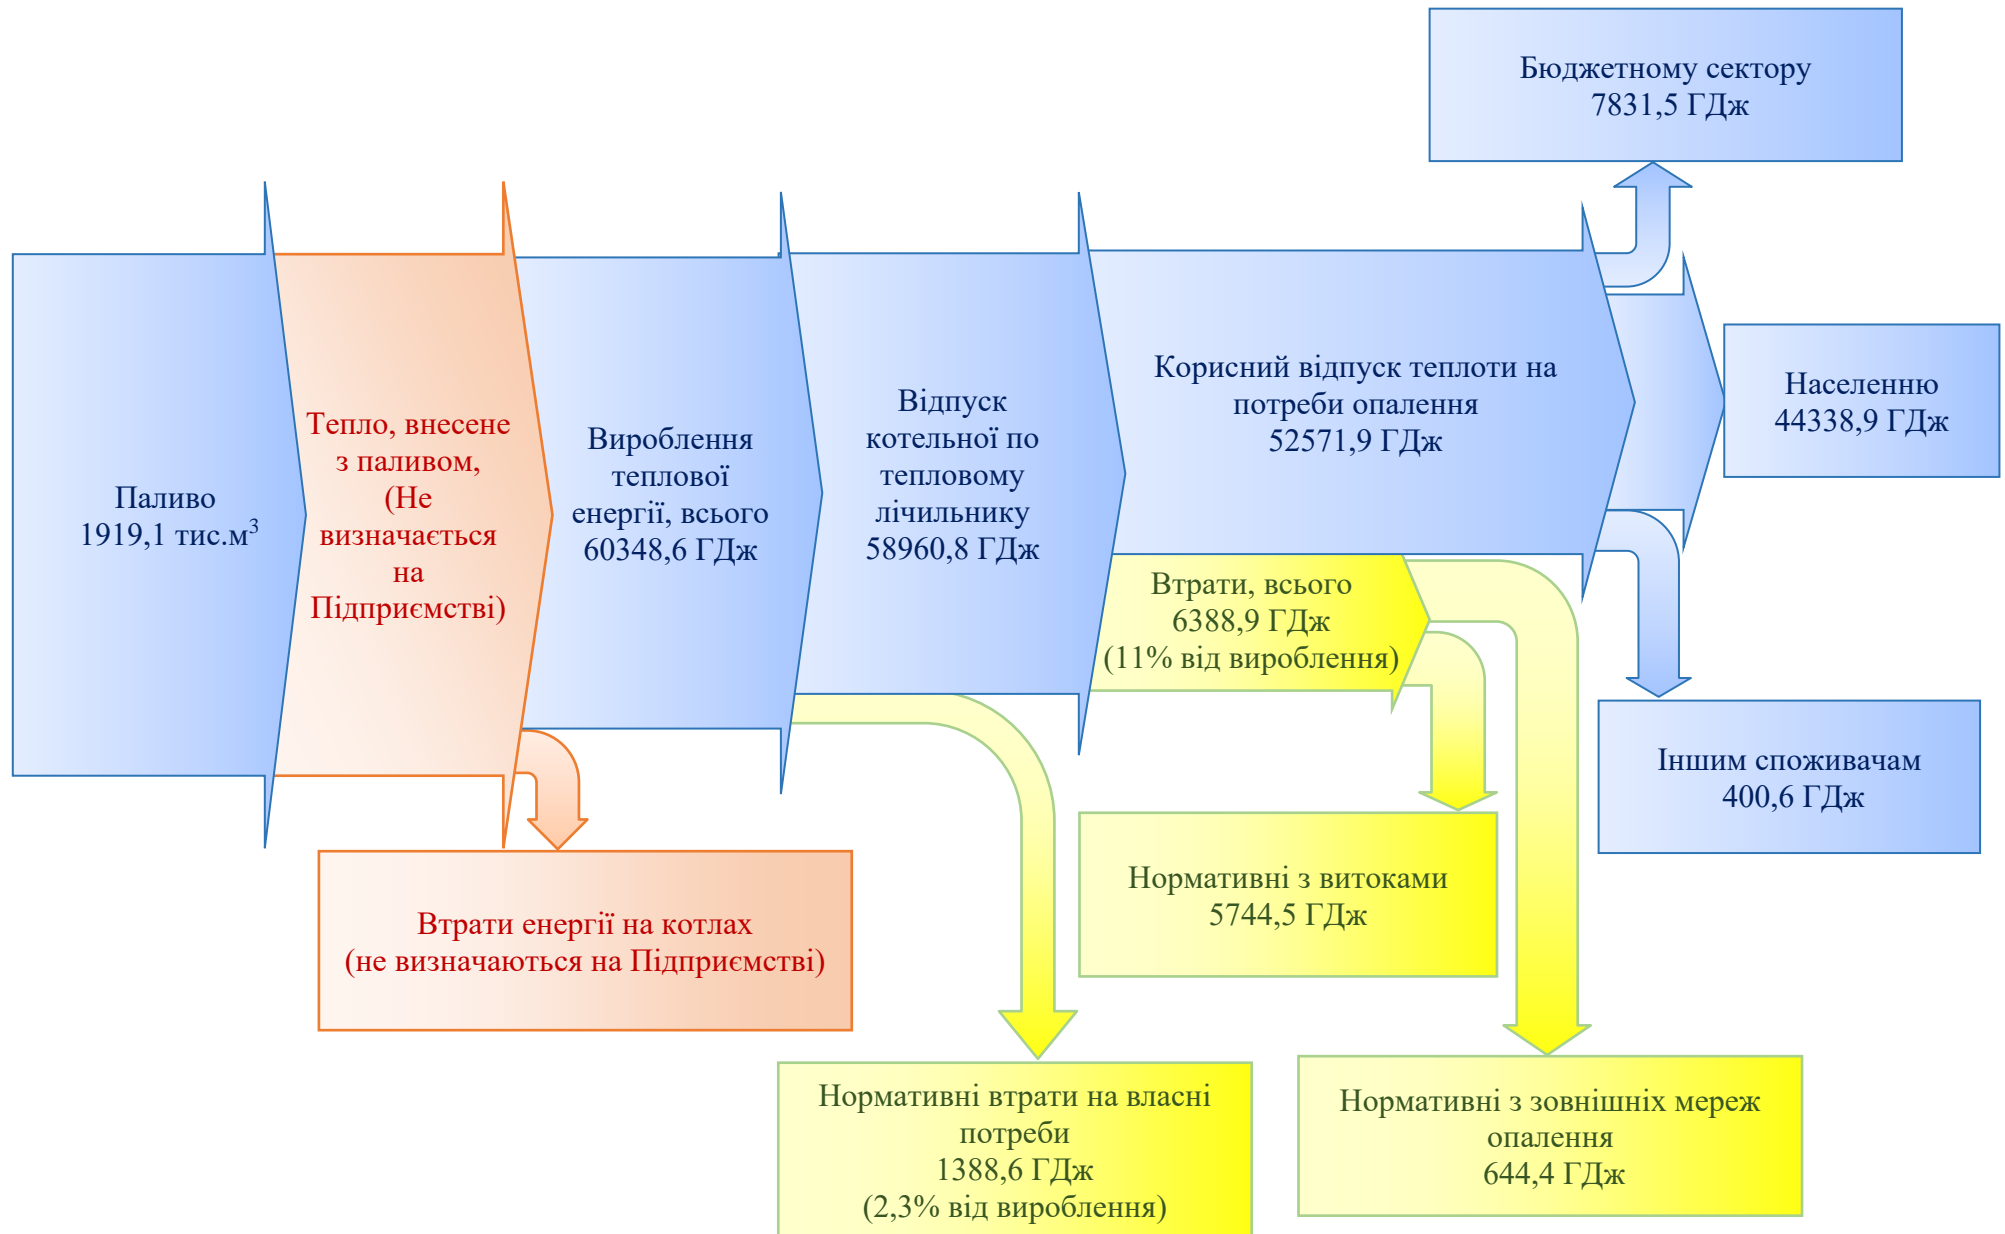 Бюджетному сектору
7831,5 ГДж
Паливо
1919,1 тис.м³
Тепло, внесене
з паливом,
(Не
визначається
на
Підприємстві)
Вироблення
теплової
енергії, всього
60348,6 ГДж
Відпуск
котельної по
тепловому
лічильнику
58960,8 ГДж
Корисний відпуск теплоти на
потреби опалення
52571,9 ГДж
Населенню
44338,9 ГДж
Втрати, всього
6388,9 ГДж
(11% від вироблення)
Іншим споживачам
400,6 ГДж
Втрати енергії на котлах
(не визначаються на Підприємстві)
Нормативні з витоками
5744,5 ГДж
Нормативні втрати на власні
потреби
1388,6 ГДж
(2,3% від вироблення)
Нормативні з зовнішніх мереж
опалення
644,4 ГДж